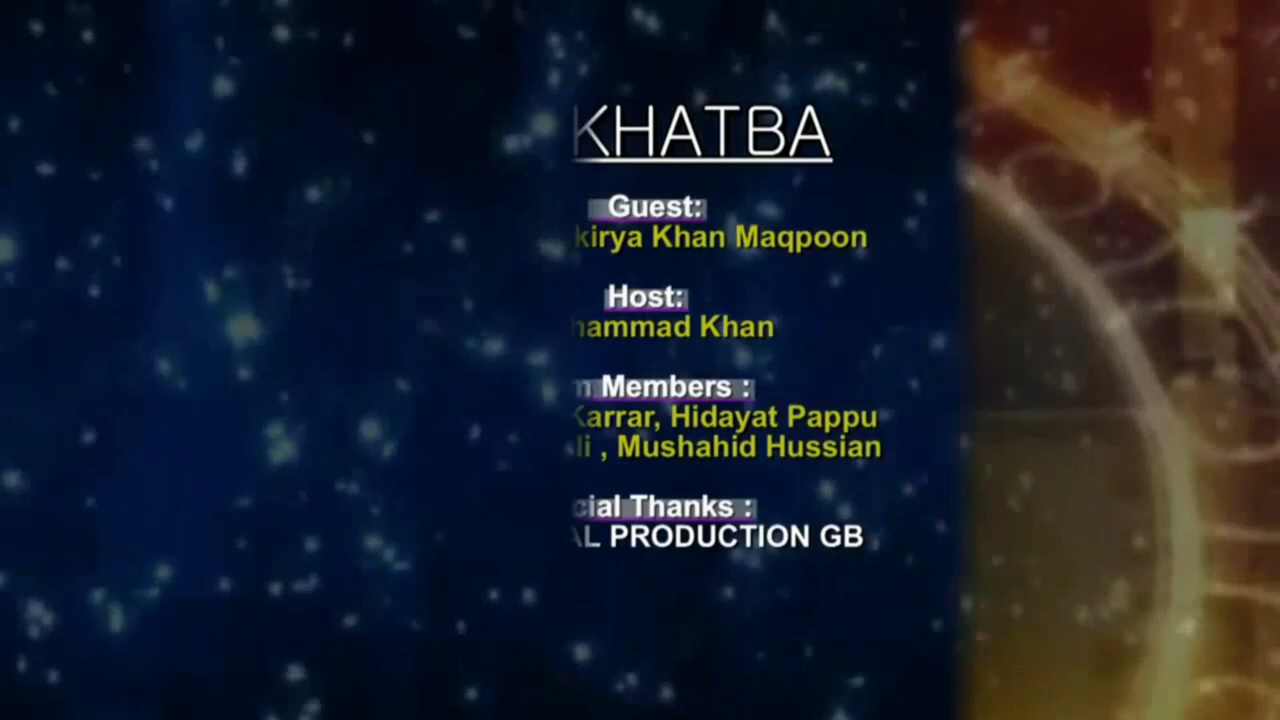 KHATBA
Guest:
kirya Khan Maqpoon
Host:
hammad Khan
Members :
Karrar, Hidayat Pappu
li , Mushahid Hussian
cial Thanks :
AL PRODUCTION GB